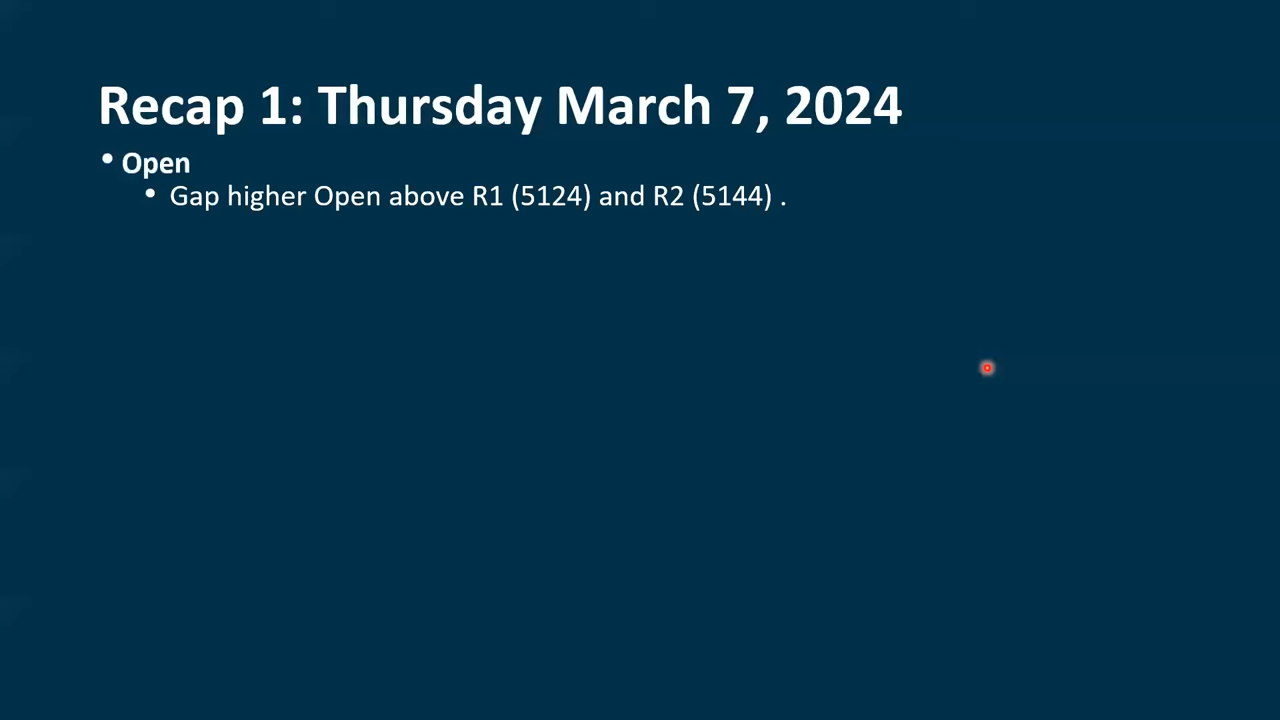 Recap 1: Thursday March 7, 2024
• Open
• Gap higher Open above R1 (5124) and R2 (5144) .